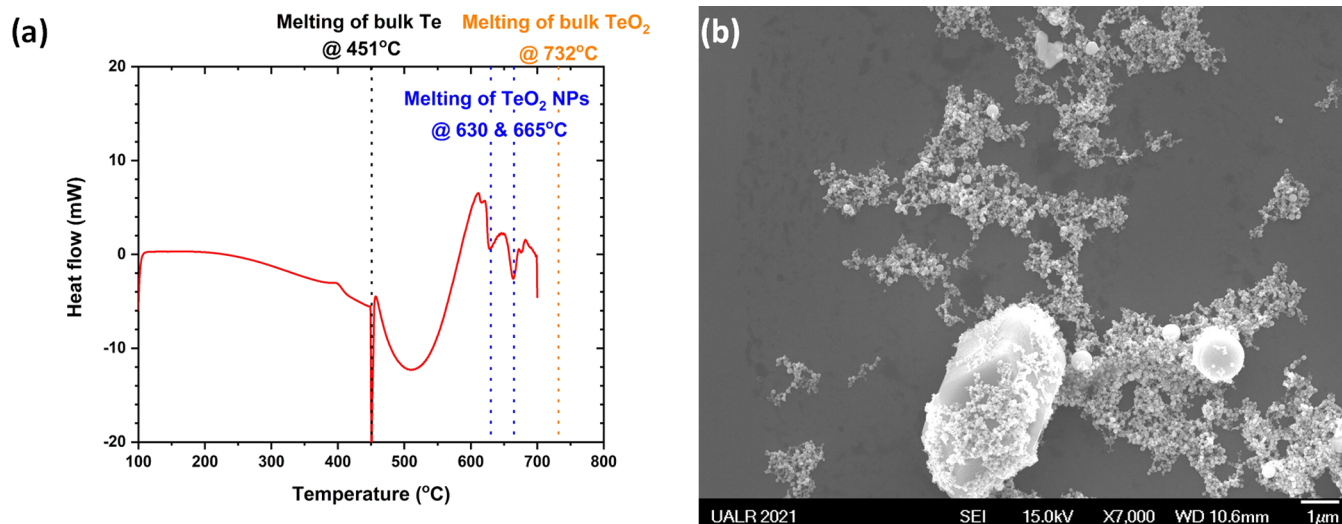 (a)
Melting of bulk Te
@ 451°C
Melting of bulk TeO₂
@ 732°C
Melting of TeO₂ NPs
@ 630 & 665°C
20
10
0
-10
-20
Heat flow (mW)
100 200 300 400 500 600 700 800
Temperature (°C)
(b)
UALR 2021 SEI 15.0kV X7,000 WD 10.6mm 1µm